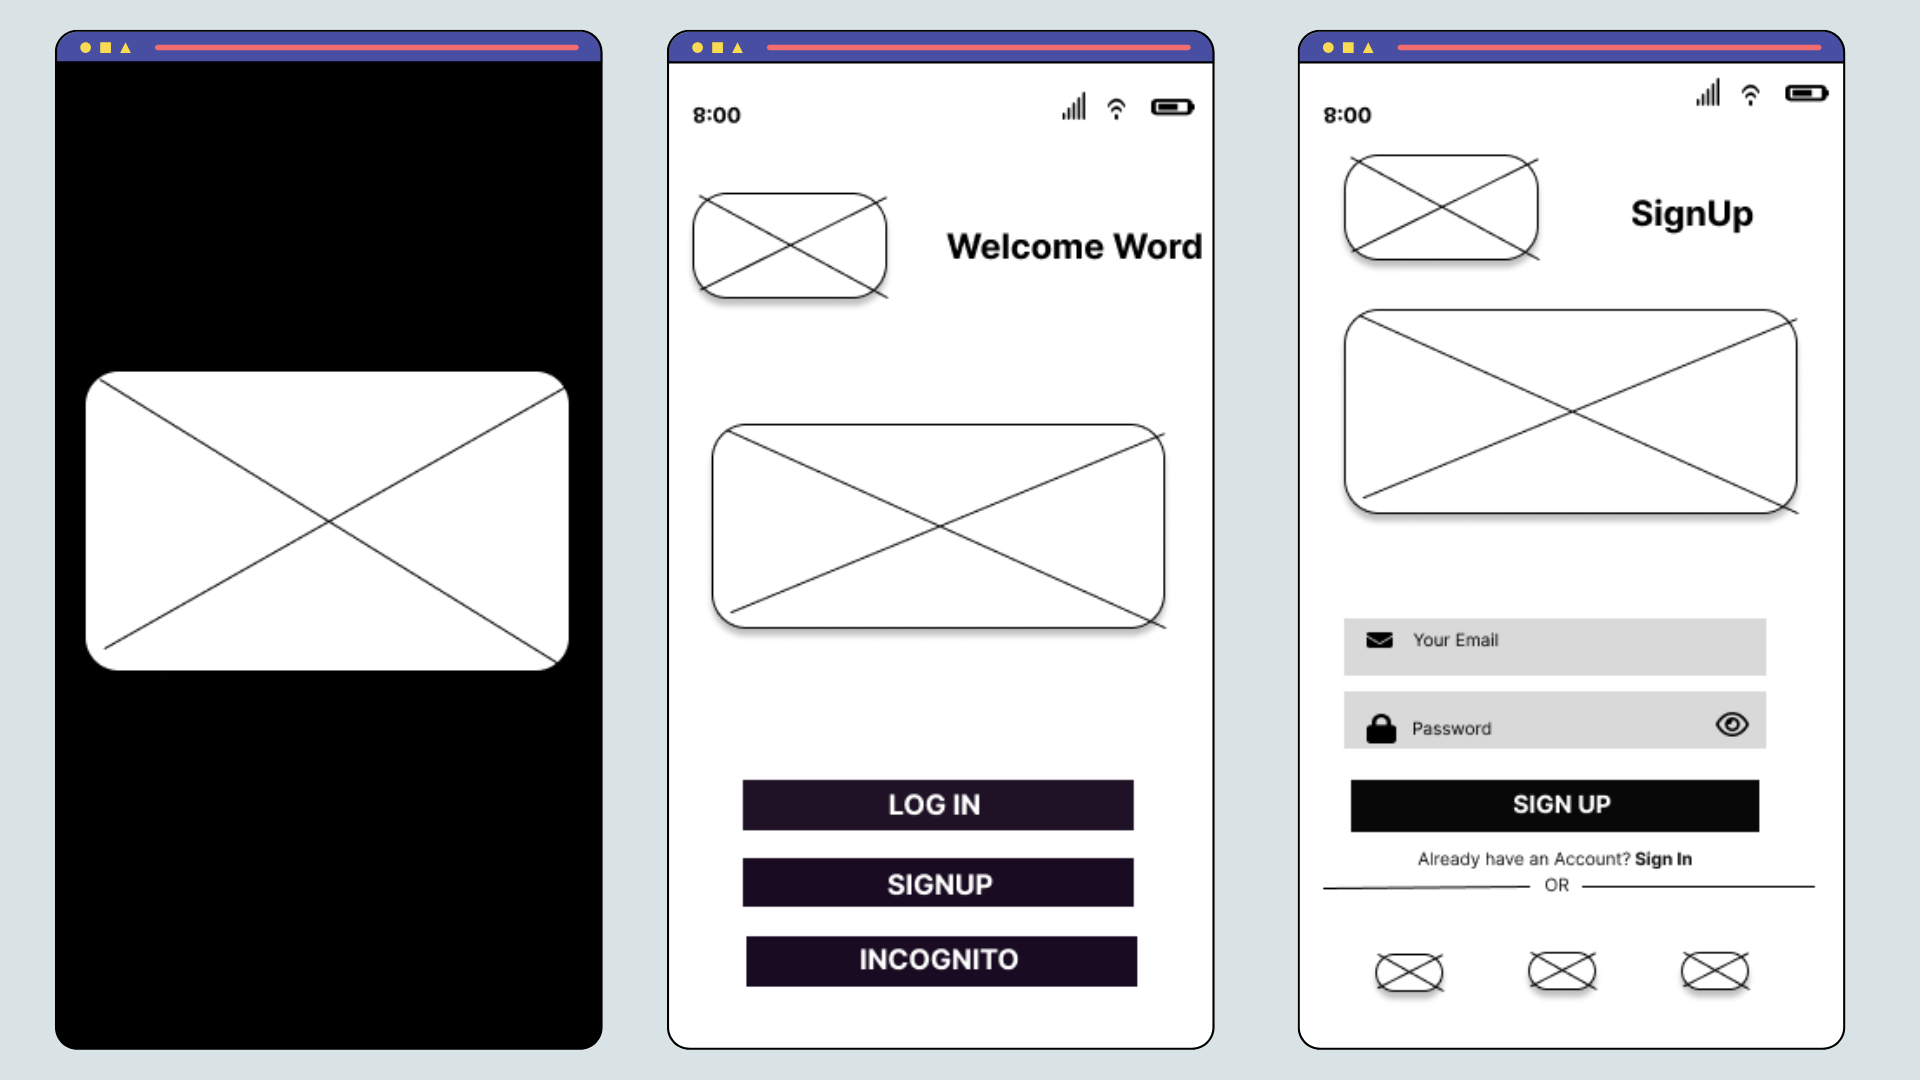 8:00
Welcome Word
LOG IN
SIGNUP
INCOGNITO
8:00
SignUp
Your Email
Password
SIGN UP
Already have an Account? Sign In
OR